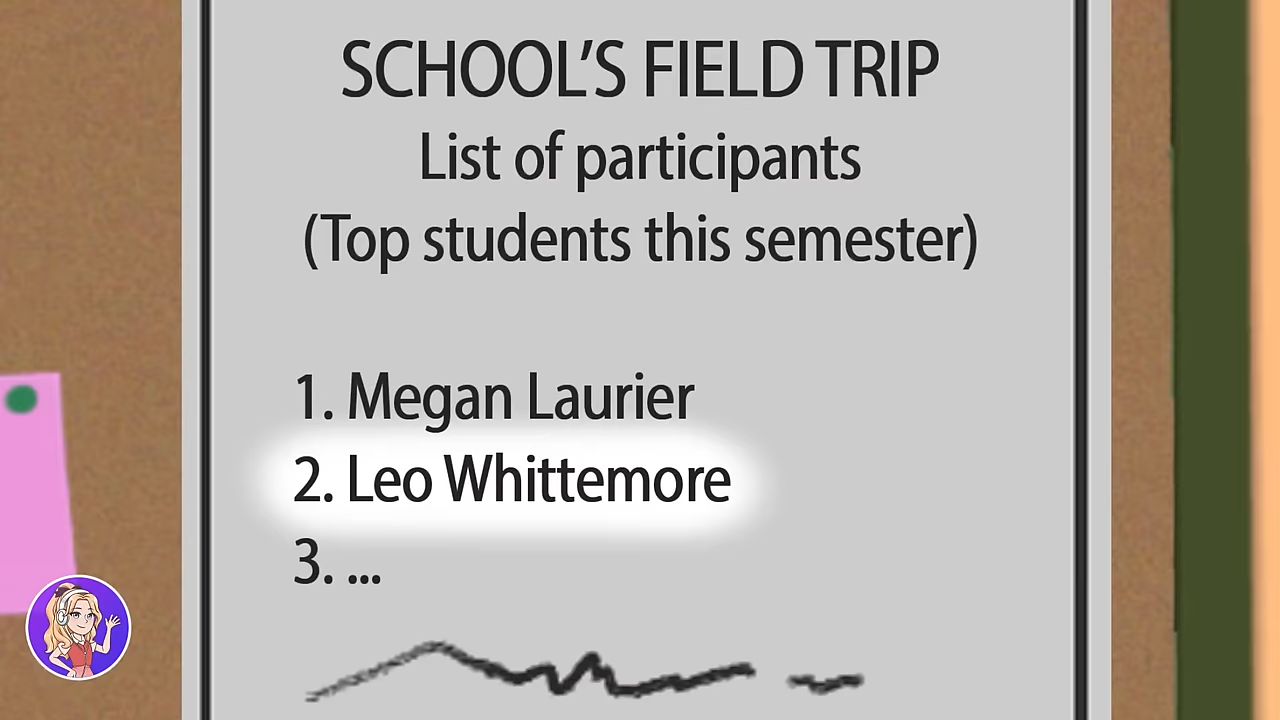 SCHOOL'S FIELD TRIP
List of participants
(Top students this semester)
1. Megan Laurier
2. Leo Whittemore
3. ...